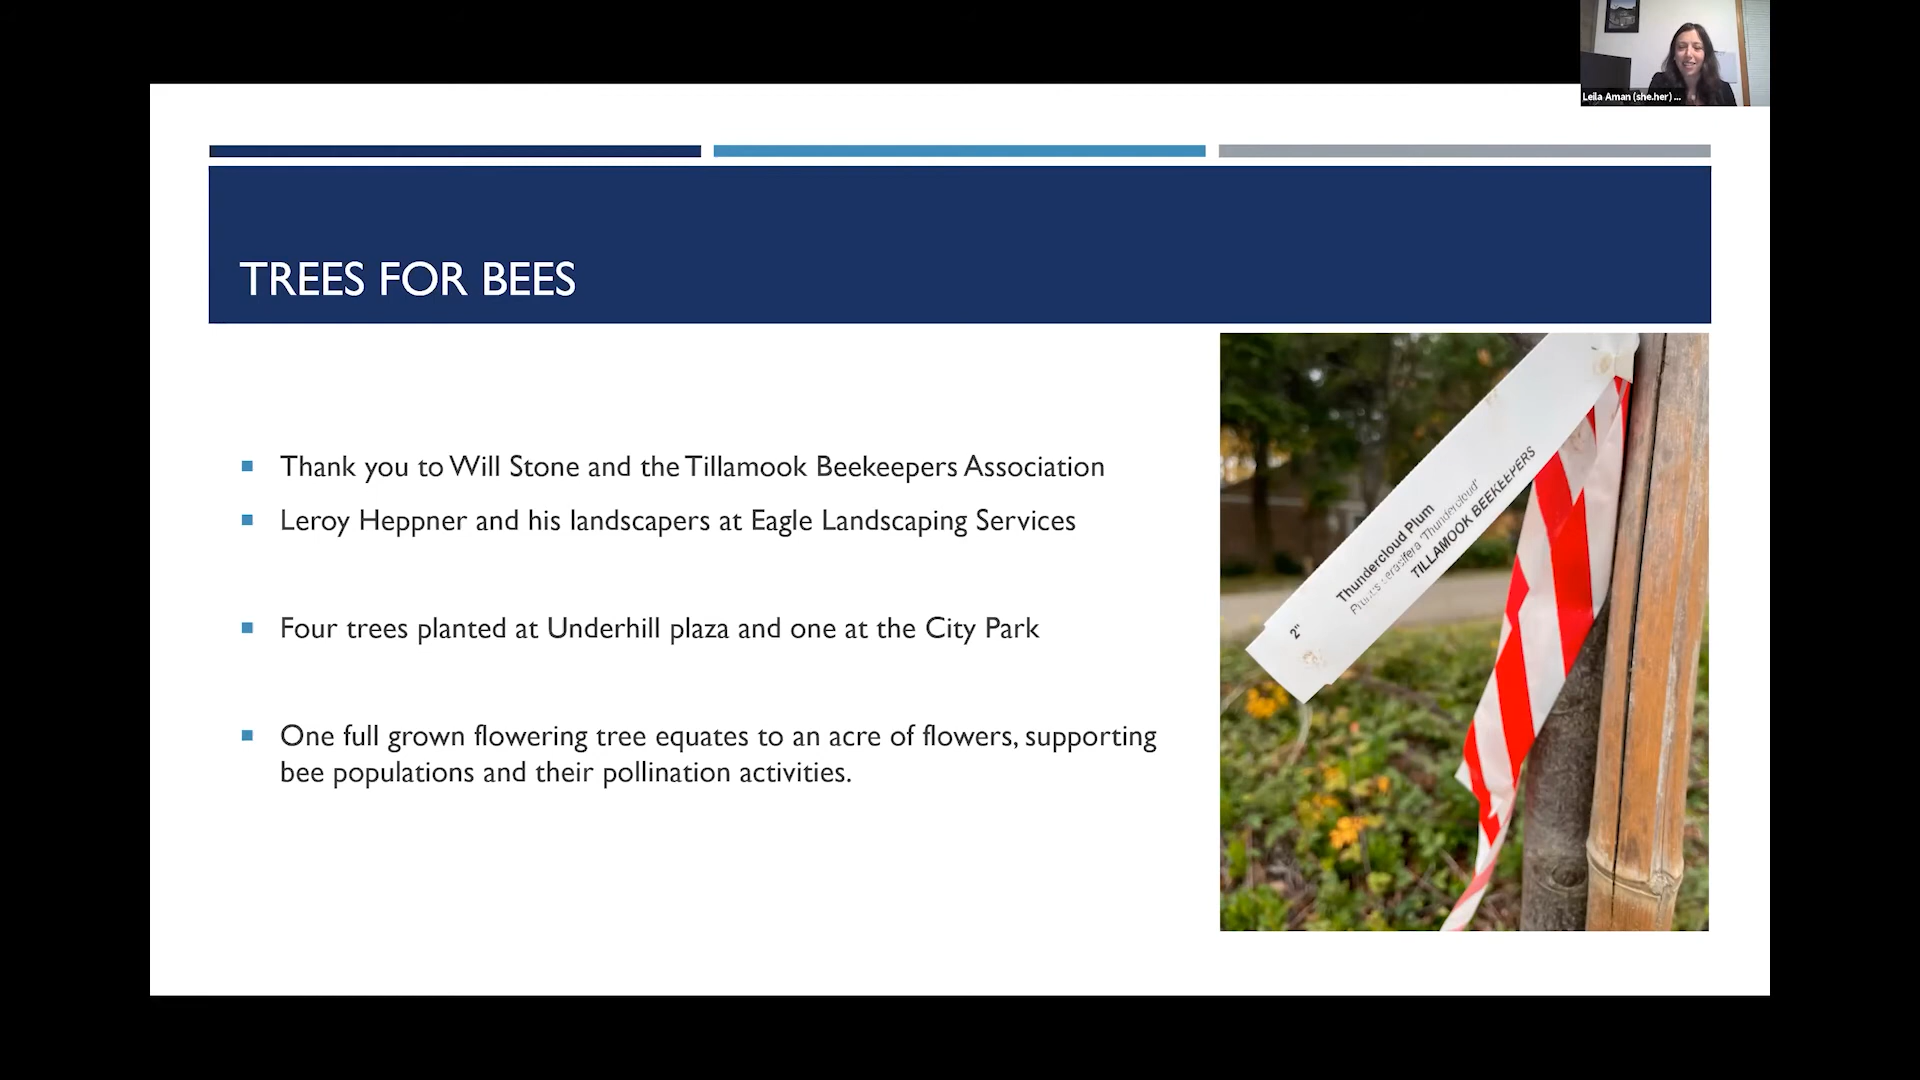 Leila Aman (she.her) ...
TREES FOR BEES
Thank you to Will Stone and the Tillamook Beekeepers Association
Leroy Heppner and his landscapers at Eagle Landscaping Services
Four trees planted at Underhill plaza and one at the City Park
One full grown flowering tree equates to an acre of flowers, supporting
bee populations and their pollination activities.
Thundercloud Plum
'Thundercloud'
TILLAMOOK BEEKEEPERS
2"